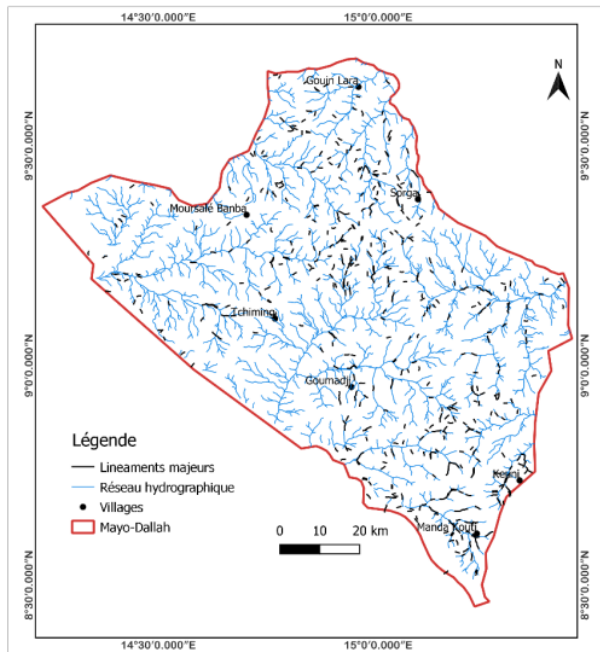 14°30′0.000″E 15°0′0.000″E
N
9°30′0.000″N 9°30′0.000″N
Goujri Lara
Sorga
Moursalé Banba
Tchiming
9°0′0.000″N 9°0′0.000″N
Goumadji
Légende
Lineaments majeurs
Réseau hydrographique
Villages
Mayo-Dallah
0 10 20 km
Manda Kouti
8°30′0.000″N 8°30′0.000″N
14°30′0.000″E 15°0′0.000″E